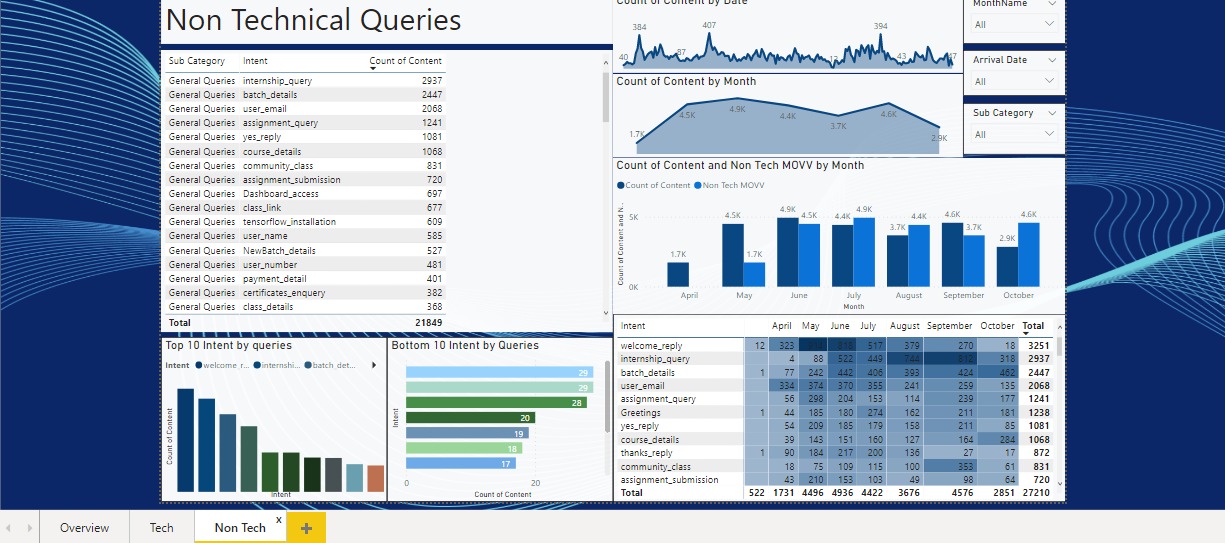 Non Technical Queries
Sub Category Intent Count of Content
General Queries internship_query 2937
General Queries batch_details 2447
General Queries user_email 2068
General Queries assignment_query 1241
General Queries yes_reply 1081
General Queries course_details 1068
General Queries community_class 831
General Queries assignment_submission 720
General Queries Dashboard_access 697
General Queries class_link 677
General Queries tensorflow_installation 609
General Queries user_name 585
General Queries NewBatch_details 527
General Queries user_number 481
General Queries payment_detail 401
General Queries certificates_enquiry 382
General Queries class_details 368
Total 21849
Count of Content by Date
384 407 394
40 87 12 43 47
Count of Content by Month
1.7K 4.5K 4.9K 4.4K 3.7K 4.6K 2.9K
MonthName
All
Arrival Date
All
Sub Category
All
Count of Content and Non Tech MOVV by Month
Count of Content Non Tech MOVV
Count of Content and N...
5K
0K
1.7K 4.5K 1.7K 4.9K 4.5K 4.4K 4.9K 3.7K 4.4K 4.6K 3.7K 2.9K 4.6K
April May June July August September October
Month
Top 10 Intent by queries
Intent welcome_r... internshi... batch_det...
Count of Content
Intent
Bottom 10 Intent by Queries
Intent
29
29
28
20
19
18
17
0 20
Count of Content
Intent April May June July August September October Total
welcome_reply 12 323 517 379 270 18 3251
internship_query 4 88 522 449 744 812 318 2937
batch_details 1 77 242 442 406 393 424 462 2447
user_email 334 374 370 355 241 259 135 2068
assignment_query 56 298 204 153 114 239 177 1241
Greetings 1 44 185 180 274 162 211 181 1238
yes_reply 54 209 185 179 158 211 85 1081
course_details 39 143 151 160 127 164 284 1068
thanks_reply 1 90 184 217 200 136 27 17 872
community_class 18 75 109 115 100 353 61 831
assignment_submission 43 210 153 103 49 98 64 720
Total 522 1731 4496 4936 4422 3676 4576 2851 27210
Overview Tech Non Tech x +